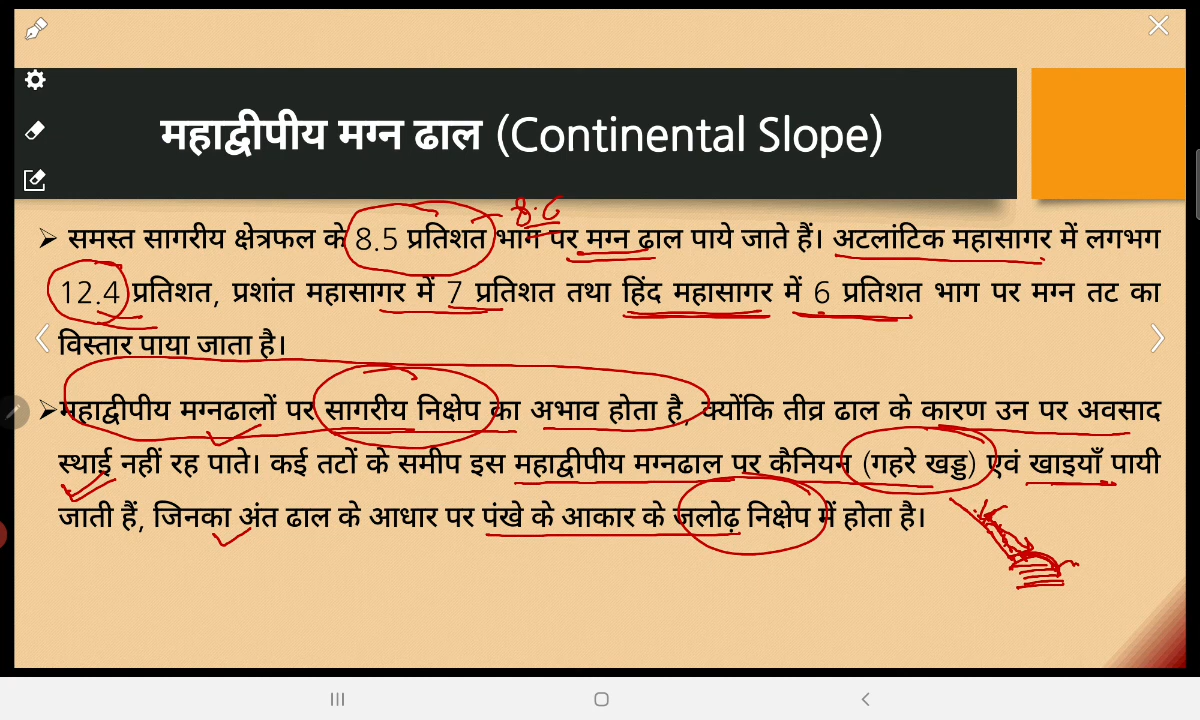 महाद्वीपीय मग्न ढाल (Continental Slope)
8.6
➢ समस्त सागरीय क्षेत्रफल के 8.5 प्रतिशत भाग पर मग्न ढाल पाये जाते हैं। अटलांटिक महासागर में लगभग
12.4 प्रतिशत, प्रशांत महासागर में 7 प्रतिशत तथा हिंद महासागर में 6 प्रतिशत भाग पर मग्न तट का
विस्तार पाया जाता है।
➢महाद्वीपीय मग्नढालों पर सागरीय निक्षेप का अभाव होता है, क्योंकि तीव्र ढाल के कारण उन पर अवसाद
स्थाई नहीं रह पाते। कई तटों के समीप इस महाद्वीपीय मग्नढाल पर कैनियन (गहरे खड्ड) एवं खाइयाँ पायी
जाती हैं, जिनका अंत ढाल के आधार पर पंखे के आकार के जलोढ़ निक्षेप में होता है।